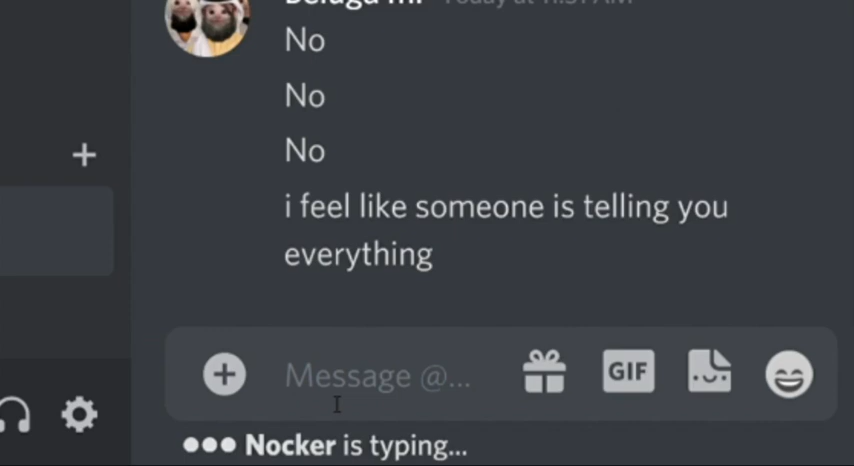 No
No
No
i feel like someone is telling you
everything
Message @...
GIF
Nocker is typing...